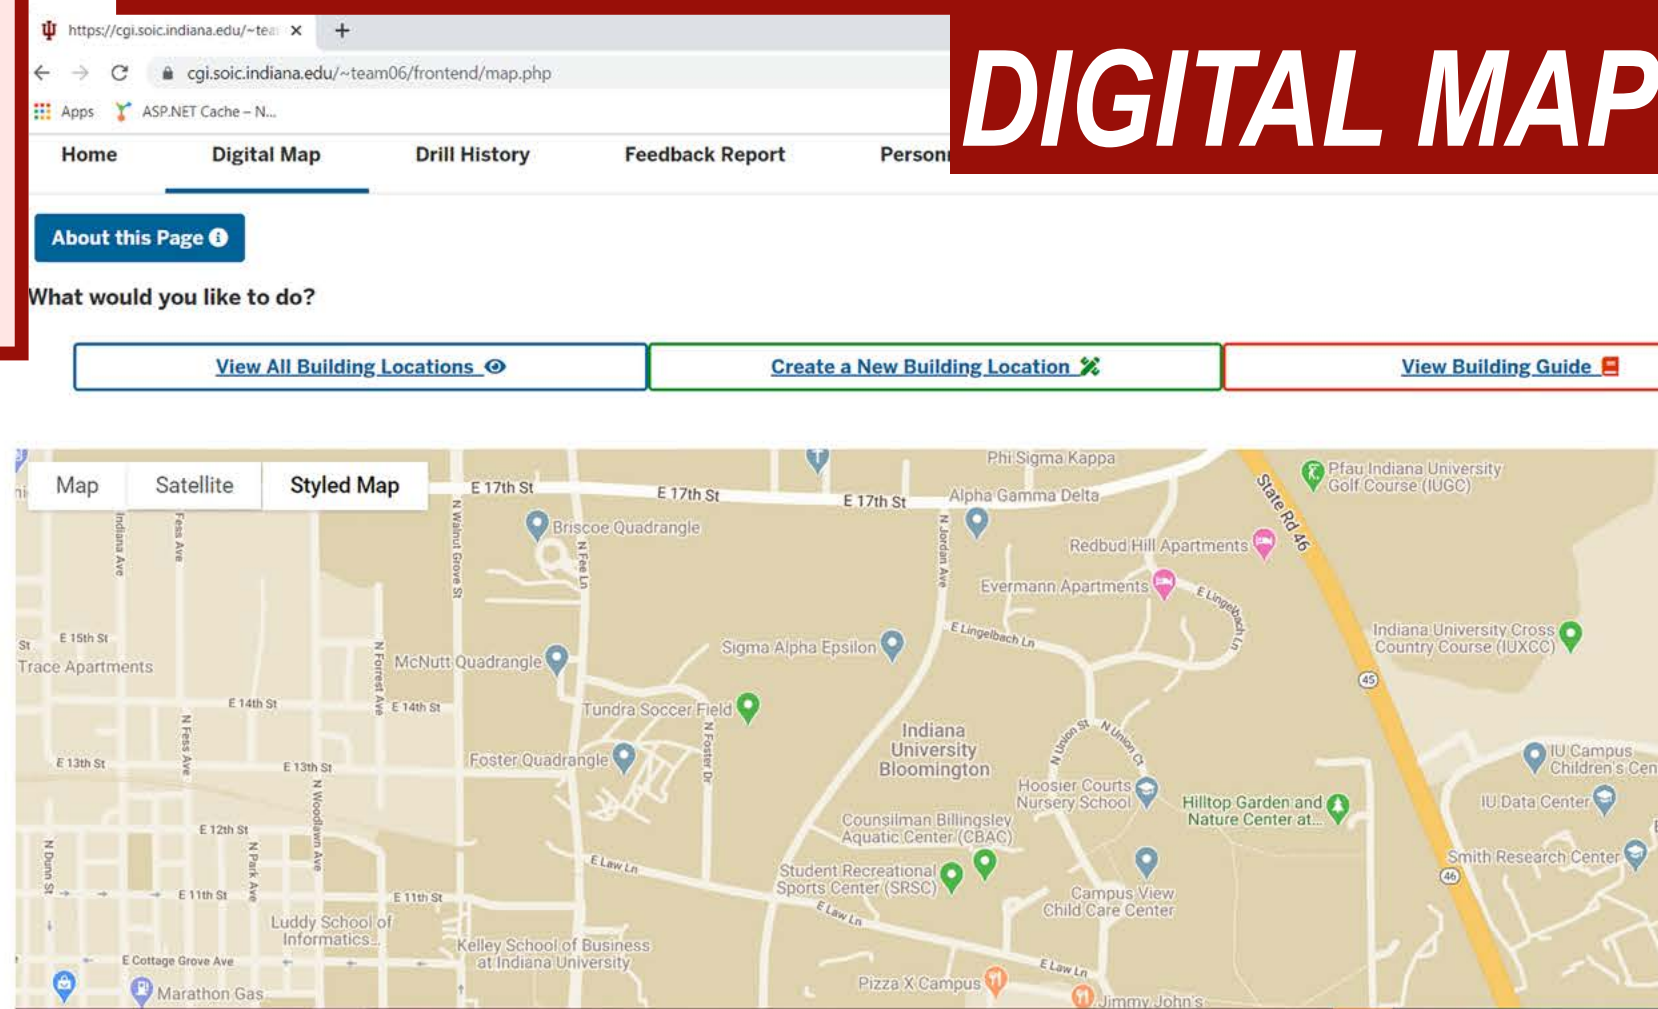 https://cgi.soic.indiana.edu/~tea
DIGITAL MAP
cgi.soic.indiana.edu/~team06/frontend/map.php
Apps ASP.NET Cache – N...
Home Digital Map Drill History Feedback Report Person
About this Page
What would you like to do?
View All Building Locations Create a New Building Location View Building Guide
Map Satellite Styled Map
Phi Sigma Kappa
Pfau Indiana University
Golf Course (IUGC)
State Rd 46
E 17th St
E 17th St
E 17th St
Alpha Gamma Delta
Indiana Ave
Fess Ave
N Walnut Grove St
Briscoe Quadrangle
N Fee Ln
N Jordan Ave
Redbud Hill Apartments
Evermann Apartments
E Lingelbach Ln
E Lingelbach Ln
Indiana University Cross
Country Course (IUXCC)
St
E 15th St
Trace Apartments
N Forrest Ave
McNutt Quadrangle
Sigma Alpha Epsilon
45
E 14th St
E 14th St
Tundra Soccer Field
N Fess Ave
N Foster Dr
Indiana
University
Bloomington
N Union St
N Union Ct
E 13th St
E 13th St
Foster Quadrangle
IU Campus
Children's Cen
N Woodlawn Ave
Hoosier Courts
Nursery School
Hilltop Garden and
Nature Center at...
IU Data Center
Counsilman Billingsley
Aquatic Center (CBAC)
E 12th St
N Dunn St
N Park Ave
E Law Ln
Student Recreational
Sports Center (SRSC)
Smith Research Center
46
E 11th St
E 11th St
E Law Ln
Campus View
Child Care Center
Luddy School of
Informatics...
Kelley School of Business
at Indiana University
E Cottage Grove Ave
E Law Ln
Marathon Gas
Pizza X Campus
Jimmy John's